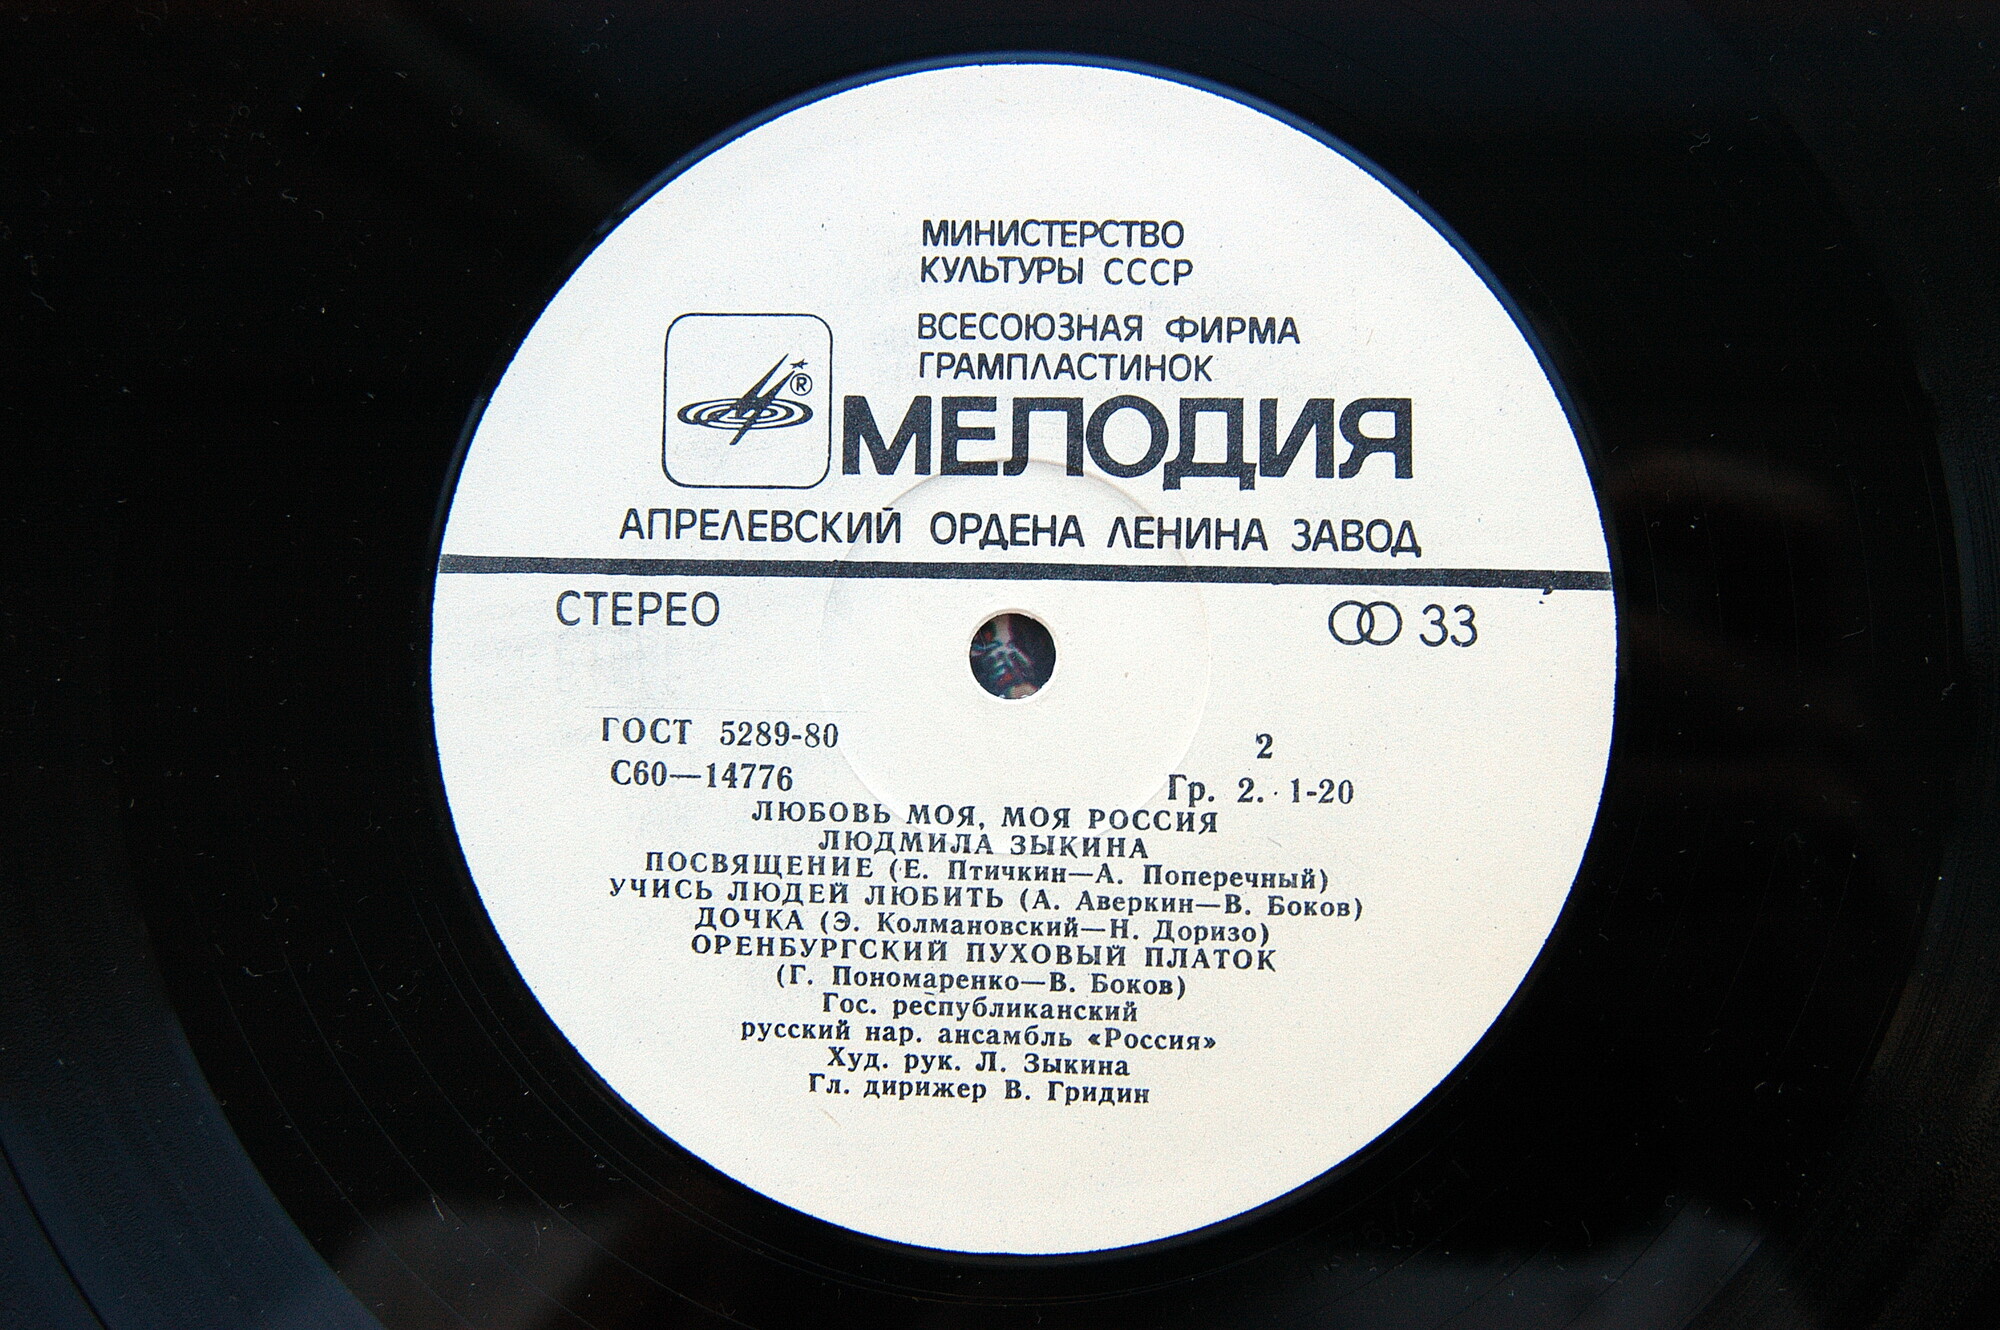 МИНИСТЕРСТВО
КУЛЬТУРЫ СССР
ВСЕСОЮЗНАЯ ФИРМА
ГРАМПЛАСТИНОК
®
МЕЛОДИЯ
АПРЕЛЕВСКИЙ ОРДЕНА ЛЕНИНА ЗАВОД
СТЕРЕО 33
ГОСТ 5289-80 2
С60—14776 Гр. 2. 1-20
ЛЮБОВЬ МОЯ, МОЯ РОССИЯ
ЛЮДМИЛА ЗЫКИНА
ПОСВЯЩЕНИЕ (Е. Птичкин—А. Поперечный)
УЧИСЬ ЛЮДЕЙ ЛЮБИТЬ (А. Аверкин—В. Боков)
ДОЧКА (Э. Колмановский—Н. Доризо)
ОРЕНБУРГСКИЙ ПУХОВЫЙ ПЛАТОК
(Г. Пономаренко—В. Боков)
Гос. республиканский
русский нар. ансамбль «Россия»
Худ. рук. Л. Зыкина
Гл. дирижер В. Гридин